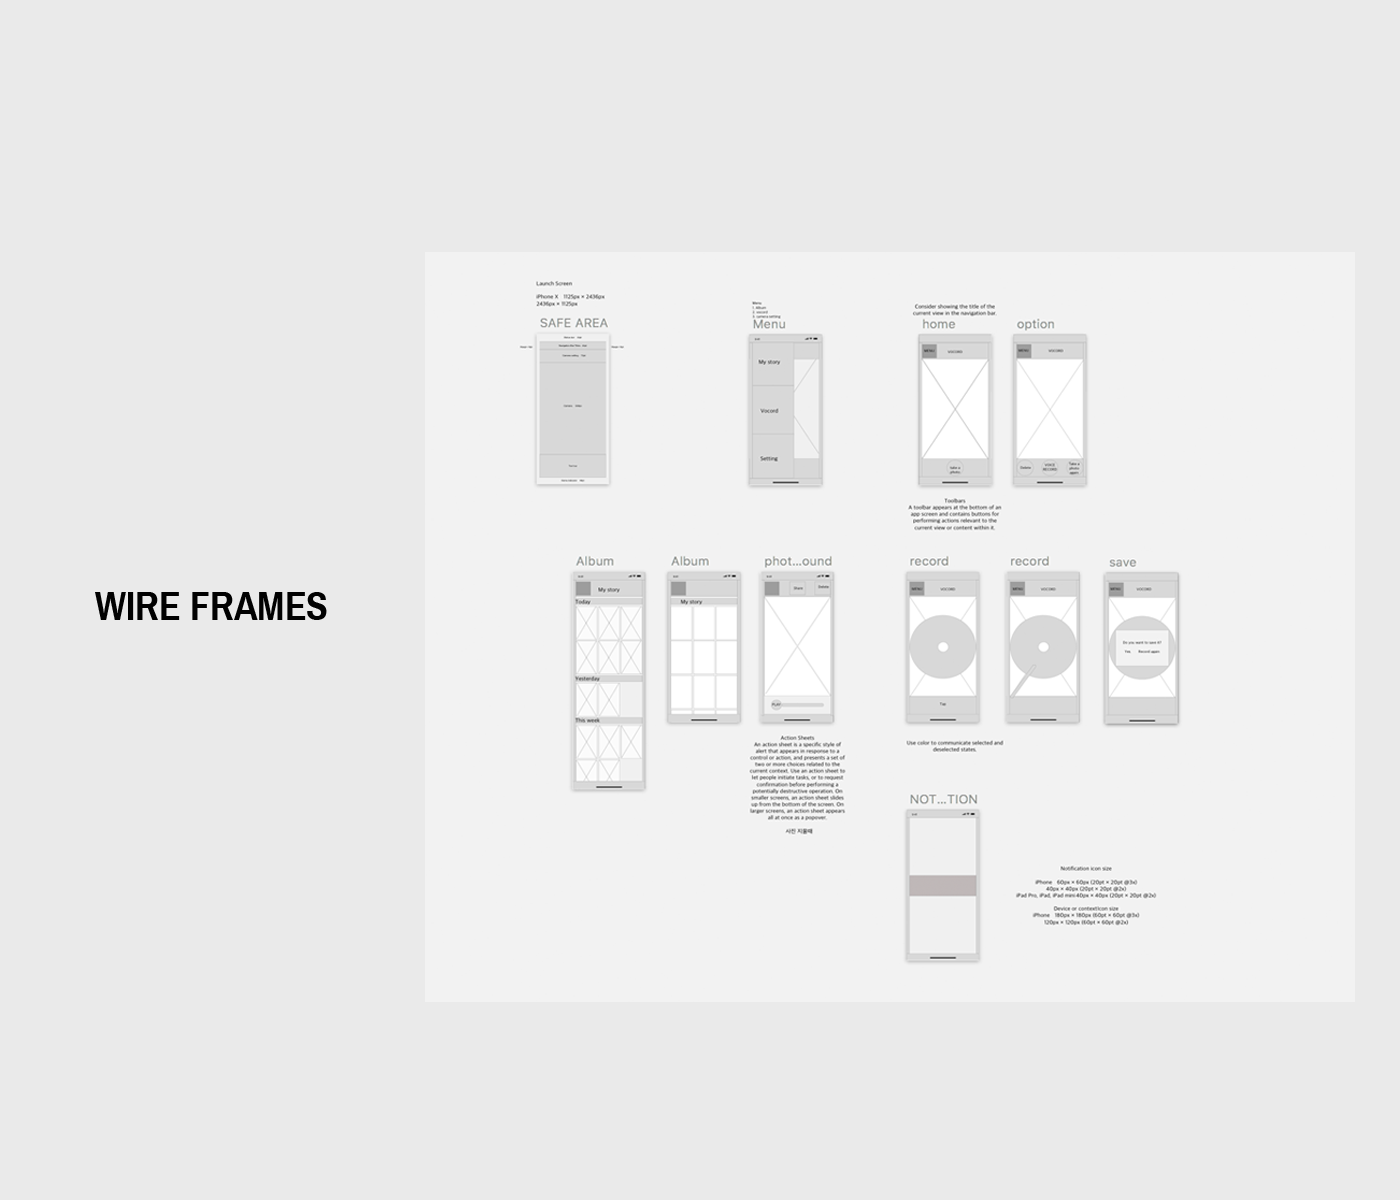 WIRE FRAMES
Launch Screen
iPhone X 1125px × 2436px
2436px × 1125px
SAFE AREA
Menu
1. Album
2. vocord
3. camera setting
Menu
My story
Vocord
Setting
Consider showing the title of the
current view in the navigation bar.
home
MENU
VOCORD
take a
photo
option
MENU
VOCORD
Delete
VOICE
RECORD
Take a
photo
again
Toolbars
A toolbar appears at the bottom of an
app screen and contains buttons for
performing actions relevant to the
current view or content within it.
Album
My story
Today
Yesterday
This week
Album
My story
phot...ound
Share
Delete
PLAY
Action Sheets
An action sheet is a specific style of
alert that appears in response to a
control or action, and presents a set of
two or more choices related to the
current context. Use an action sheet to
let people initiate tasks, or to request
confirmation before performing a
potentially destructive operation. On
smaller screens, an action sheet slides
up from the bottom of the screen. On
larger screens, an action sheet appears
all at once as a popover.
사진 지울때
record
MENU
VOCORD
Tap
record
MENU
VOCORD
save
MENU
VOCORD
Do you want to save it?
Yes Record again
Use color to communicate selected and
deselected states.
NOT...TION
Notification icon size
iPhone 60px × 60px (20pt × 20pt @3x)
40px × 40px (20pt × 20pt @2x)
iPad Pro, iPad, iPad mini 40px × 40px (20pt × 20pt @2x)
Device or contextIcon size
iPhone 180px × 180px (60pt × 60pt @3x)
120px × 120px (60pt × 60pt @2x)